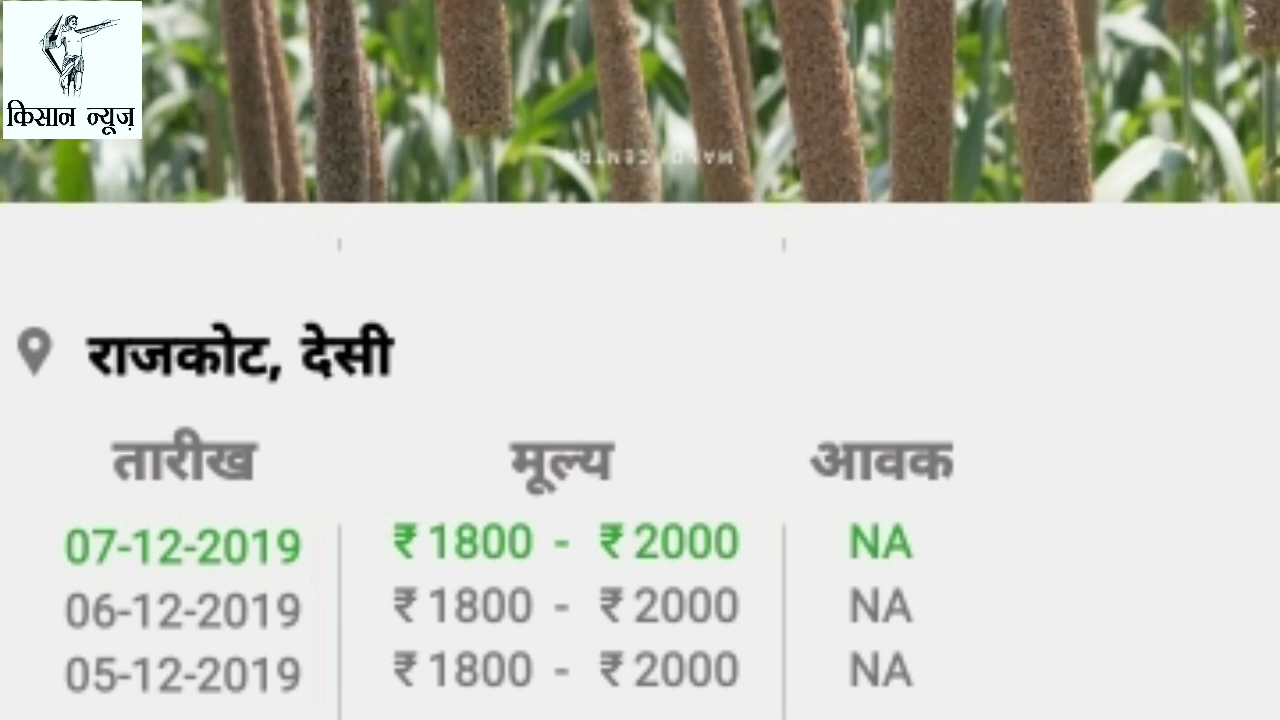 किसान न्यूज़
राजकोट, देसी
तारीख मूल्य आवक
07-12-2019 ₹ 1800 - ₹ 2000 NA
06-12-2019 ₹ 1800 - ₹ 2000 NA
05-12-2019 ₹ 1800 - ₹ 2000 NA